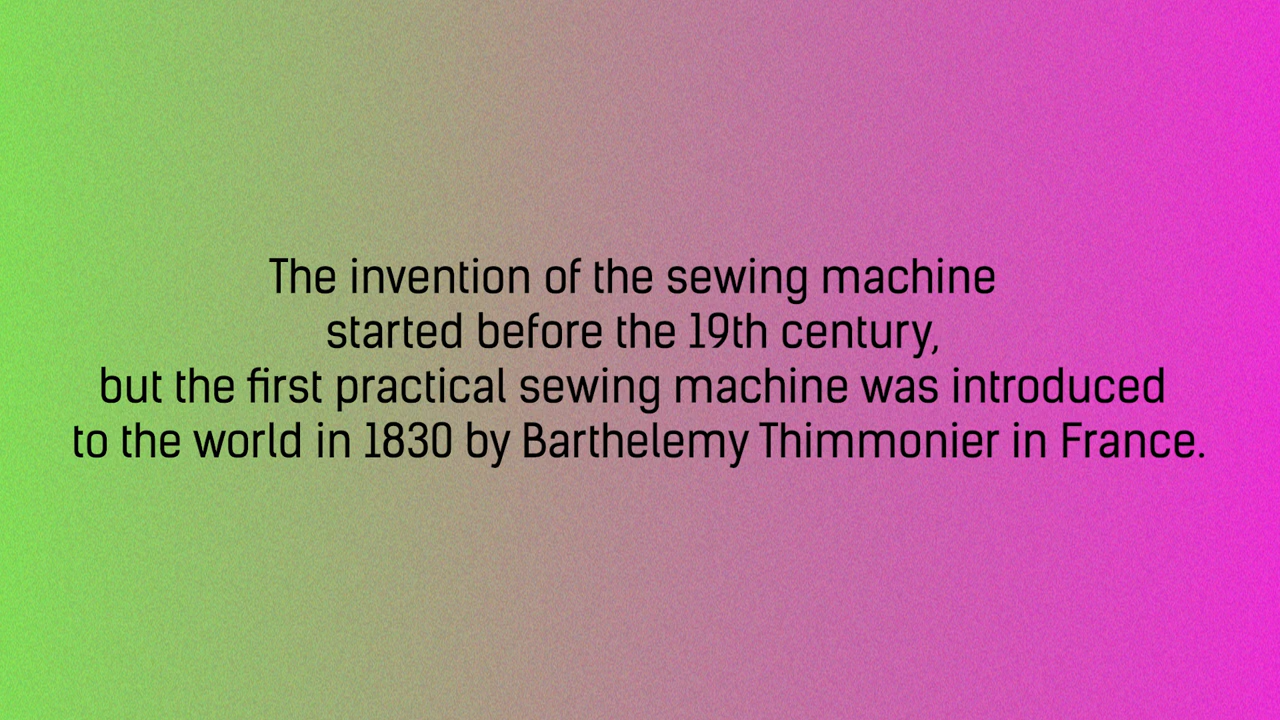 The invention of the sewing machine
started before the 19th century,
but the first practical sewing machine was introduced
to the world in 1830 by Barthelemy Thimmonier in France.